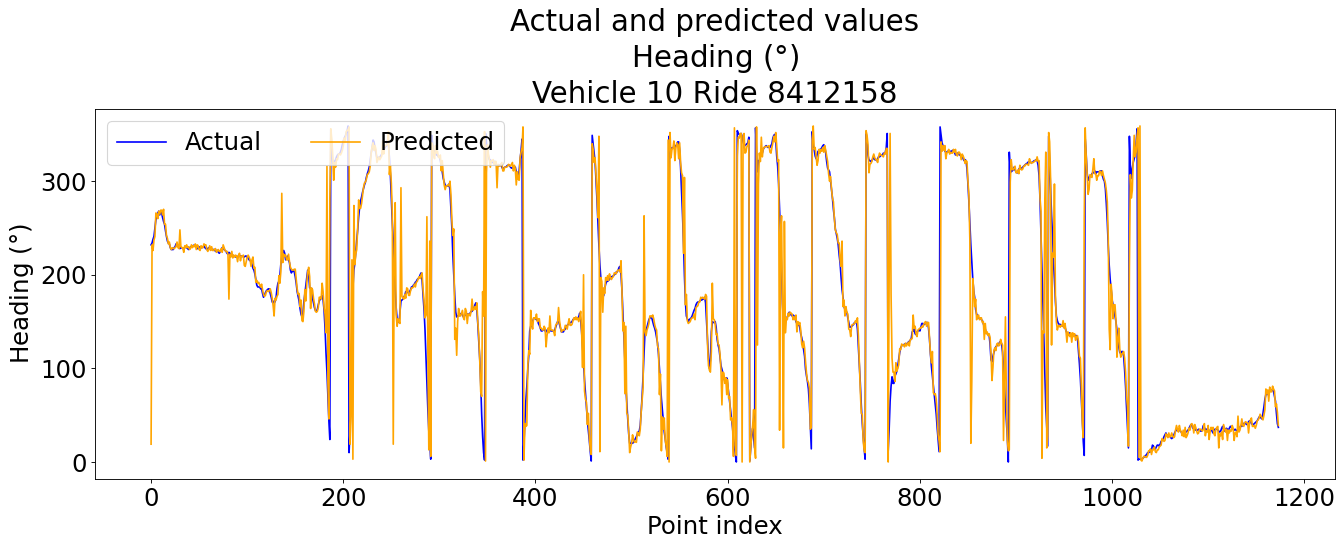 Actual and predicted values
Heading (°)
Vehicle 10 Ride 8412158
Actual Predicted
300
200
100
0
Heading (°)
0 200 400 600 800 1000 1200
Point index